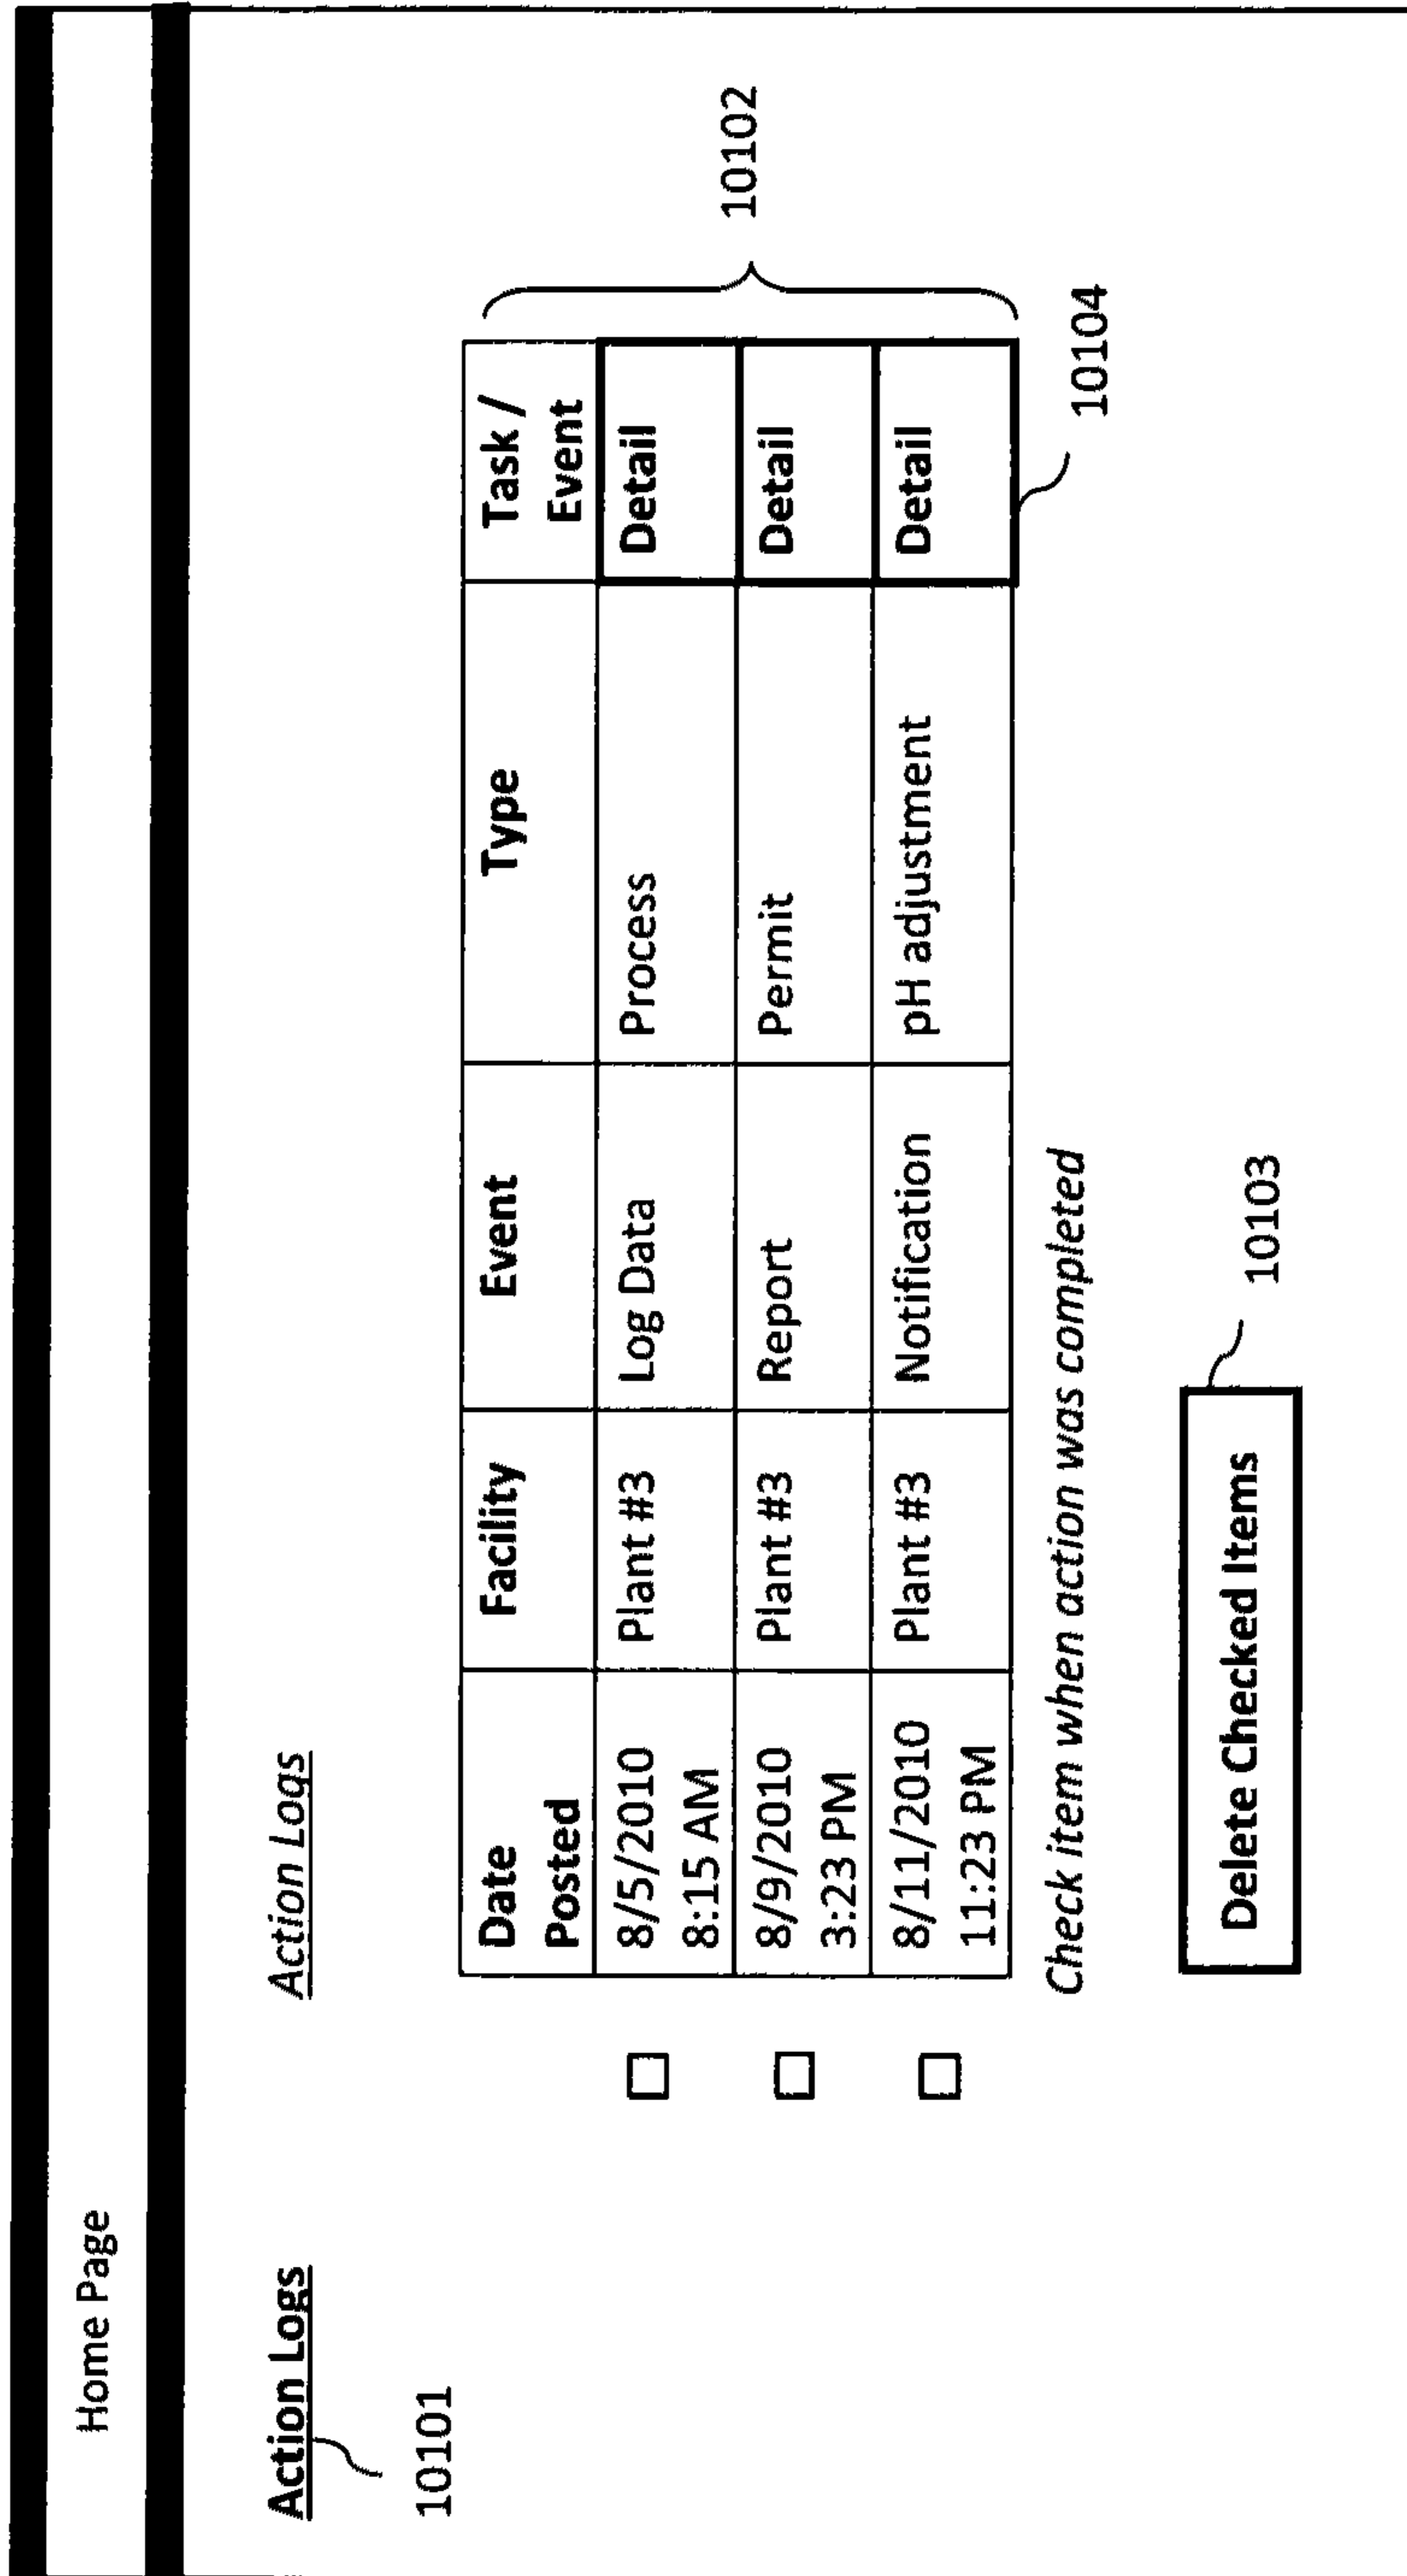 Home Page
Action Logs
10101
Action Logs
Date Posted Facility Event Type Task / Event
8/5/2010 8:15 AM Plant #3 Log Data Process Detail
8/9/2010 3:23 PM Plant #3 Report Permit Detail
8/11/2010 11:23 PM Plant #3 Notification pH adjustment Detail
10102
10104
Check item when action was completed
Delete Checked Items
10103